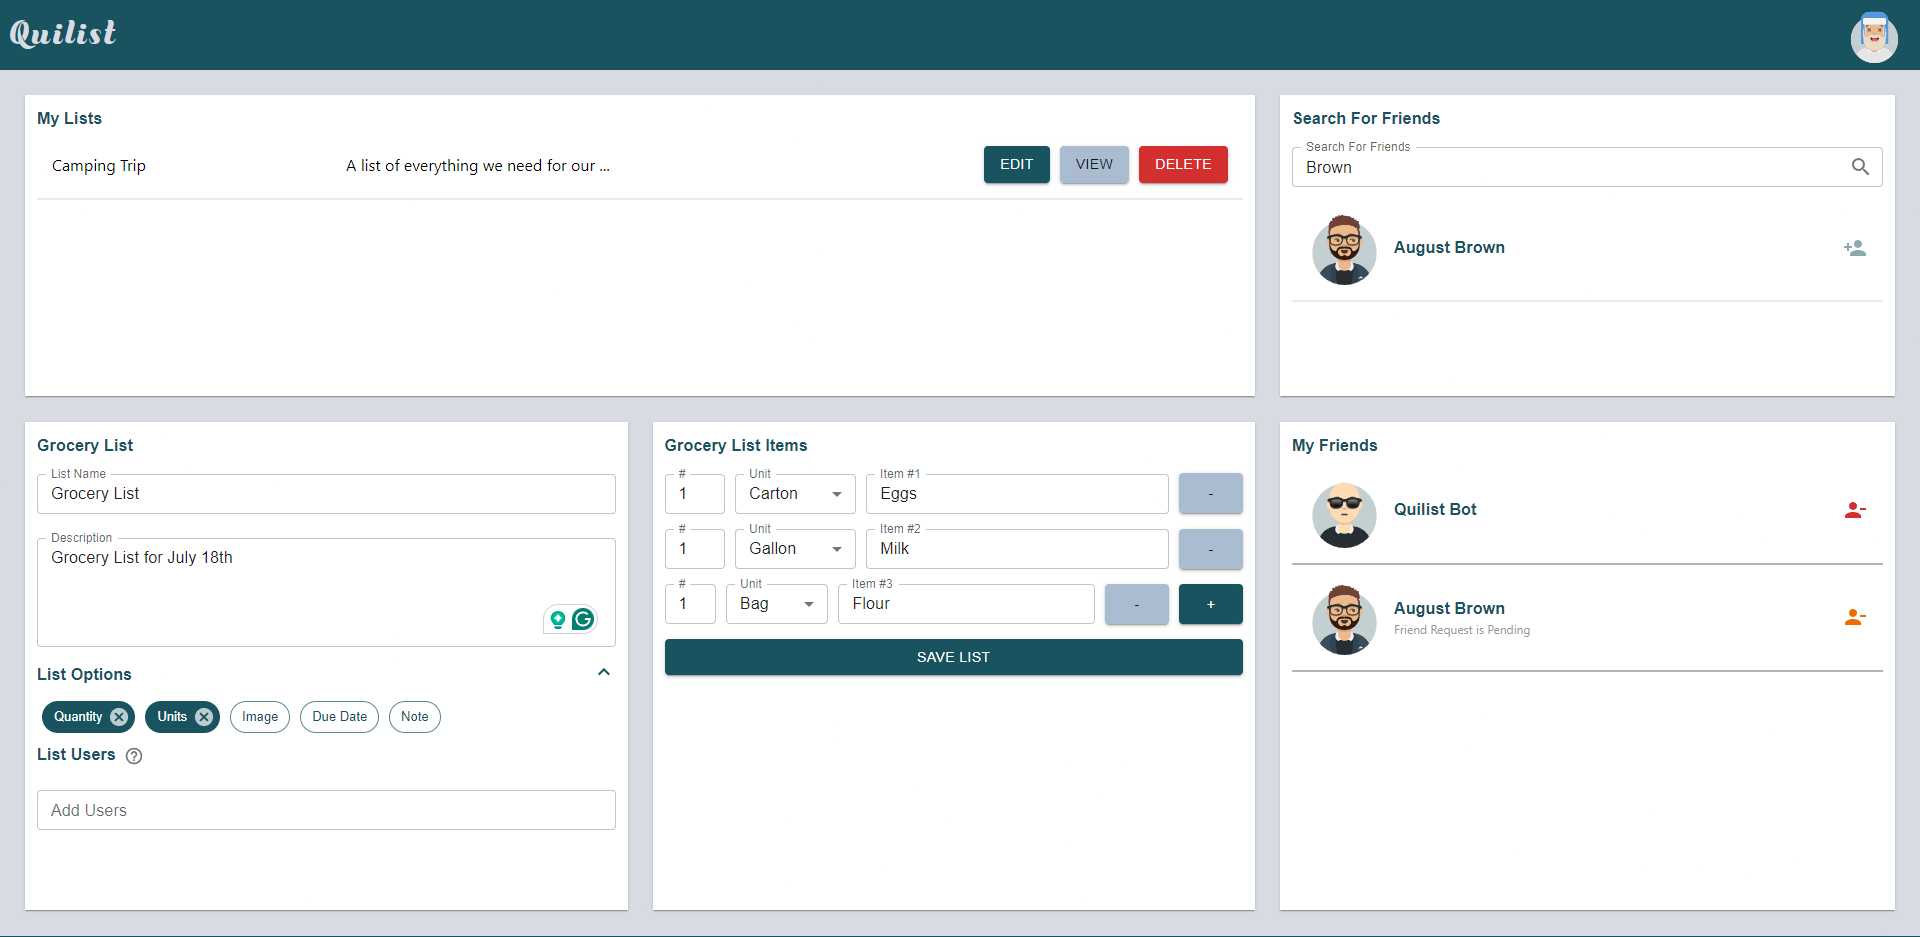 Quilist
My Lists
Camping Trip
A list of everything we need for our ...
EDIT
VIEW
DELETE
Search For Friends
Search For Friends
Brown
August Brown
Grocery List
List Name
Grocery List
Description
Grocery List for July 18th
List Options
Quantity
Units
Image
Due Date
Note
List Users
Add Users
Grocery List Items
# Unit Item #1
1 Carton Eggs -
# Unit Item #2
1 Gallon Milk -
# Unit Item #3
1 Bag Flour - +
SAVE LIST
My Friends
Quilist Bot
August Brown
Friend Request is Pending